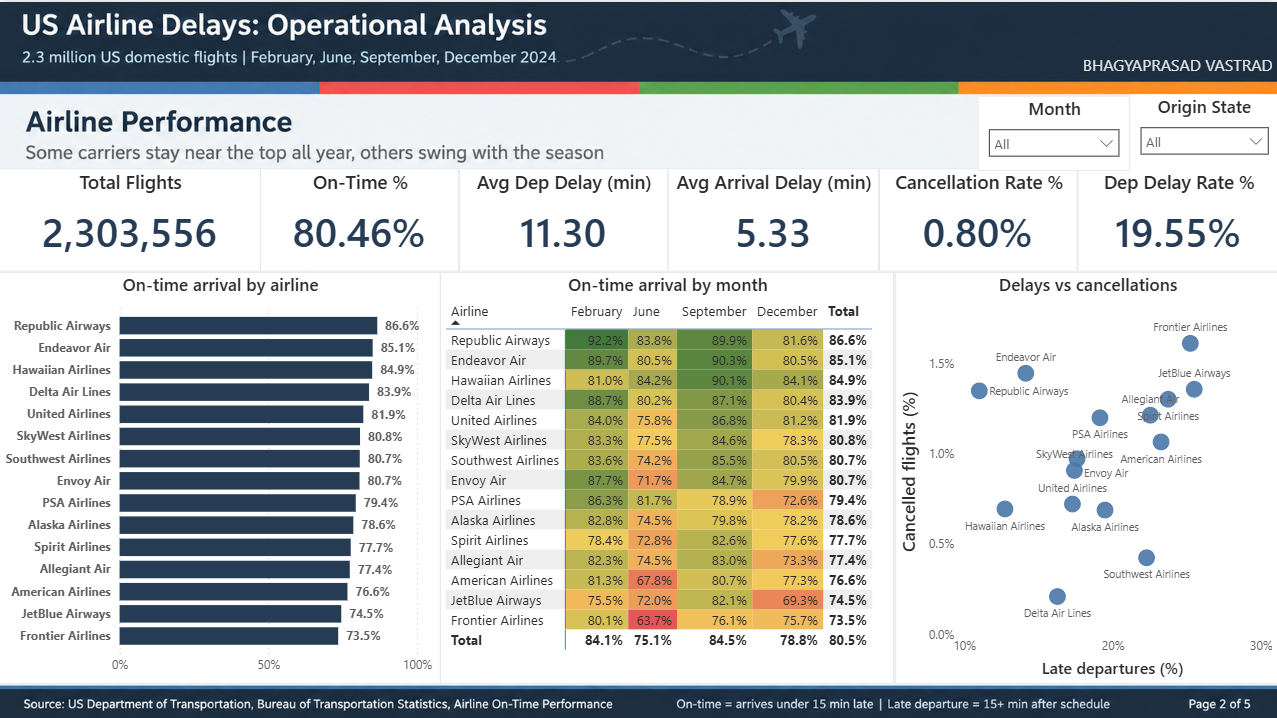 US Airline Delays: Operational Analysis
2.3 million US domestic flights | February, June, September, December 2024
BHAGYAPRASAD VASTRAD
Airline Performance
Some carriers stay near the top all year, others swing with the season
Month
All
Origin State
All
Total Flights
2,303,556
On-Time %
80.46%
Avg Dep Delay (min)
11.30
Avg Arrival Delay (min)
5.33
Cancellation Rate %
0.80%
Dep Delay Rate %
19.55%
On-time arrival by airline
Republic Airways 86.6%
Endeavor Air 85.1%
Hawaiian Airlines 84.9%
Delta Air Lines 83.9%
United Airlines 81.9%
SkyWest Airlines 80.8%
Southwest Airlines 80.7%
Envoy Air 80.7%
PSA Airlines 79.4%
Alaska Airlines 78.6%
Spirit Airlines 77.7%
Allegiant Air 77.4%
American Airlines 76.6%
JetBlue Airways 74.5%
Frontier Airlines 73.5%
0% 50% 100%
On-time arrival by month
Airline February June September December Total
Republic Airways 92.2% 83.8% 89.9% 81.6% 86.6%
Endeavor Air 89.7% 80.5% 90.3% 80.5% 85.1%
Hawaiian Airlines 81.0% 84.2% 90.1% 84.1% 84.9%
Delta Air Lines 88.7% 80.2% 87.1% 80.4% 83.9%
United Airlines 84.0% 75.8% 86.8% 81.2% 81.9%
SkyWest Airlines 83.3% 77.5% 84.6% 78.3% 80.8%
Southwest Airlines 83.6% 74.2% 85.5% 80.5% 80.7%
Envoy Air 87.7% 71.7% 84.7% 79.9% 80.7%
PSA Airlines 86.3% 81.7% 78.9% 72.6% 79.4%
Alaska Airlines 82.8% 74.5% 79.8% 78.2% 78.6%
Spirit Airlines 78.4% 72.8% 82.6% 77.6% 77.7%
Allegiant Air 82.3% 74.5% 83.0% 73.3% 77.4%
American Airlines 81.3% 67.8% 80.7% 77.3% 76.6%
JetBlue Airways 75.5% 72.0% 82.1% 69.3% 74.5%
Frontier Airlines 80.1% 63.7% 76.1% 75.7% 73.5%
Total 84.1% 75.1% 84.5% 78.8% 80.5%
Delays vs cancellations
Cancelled flights (%)
1.5%
1.0%
0.5%
0.0%
Frontier Airlines
Endeavor Air
JetBlue Airways
Republic Airways
Allegiant Air
Spirit Airlines
PSA Airlines
SkyWest Airlines
American Airlines
Envoy Air
United Airlines
Hawaiian Airlines
Alaska Airlines
Southwest Airlines
Delta Air Lines
10% 20% 30%
Late departures (%)
Source: US Department of Transportation, Bureau of Transportation Statistics, Airline On-Time Performance
On-time = arrives under 15 min late | Late departure = 15+ min after schedule
Page 2 of 5